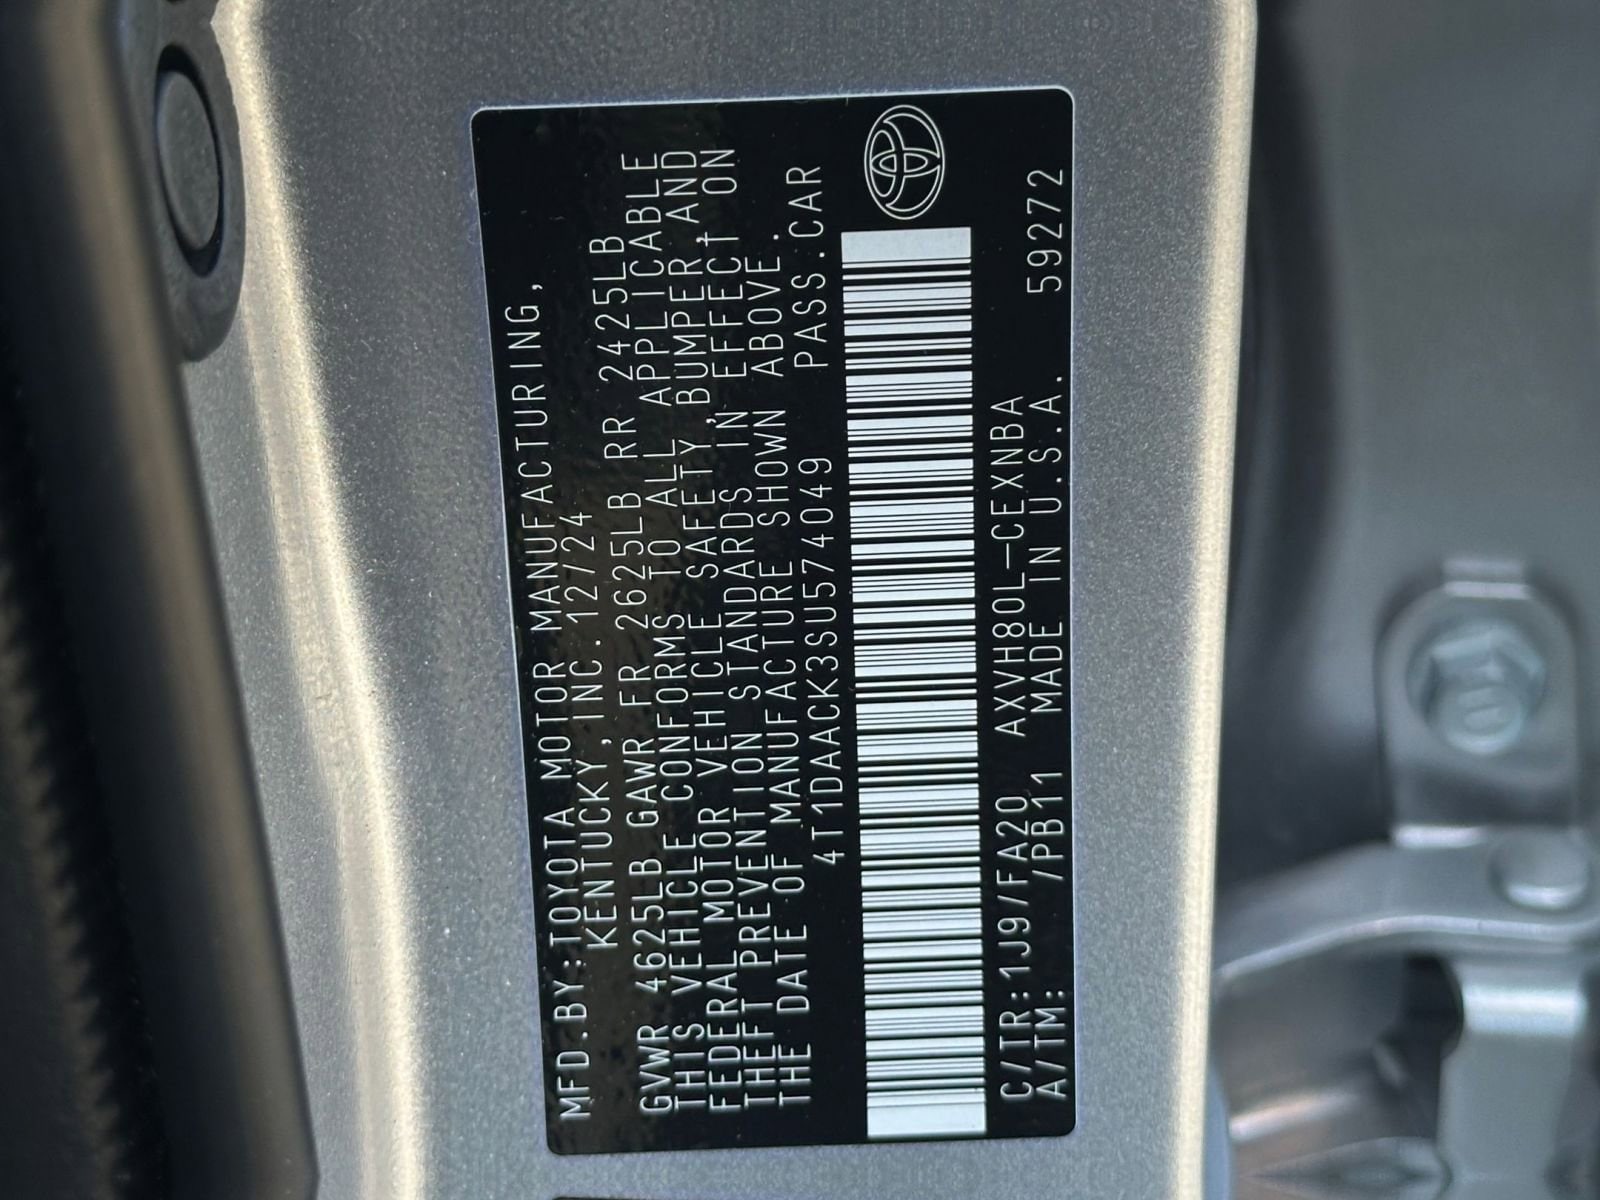 MFD.BY:TOYOTA MOTOR MANUFACTURING,
KENTUCKY,INC. 12/24
GVWR 4625LB GAWR FR 2625LB RR 2425LB
THIS VEHICLE CONFORMS TO ALL APPLICABLE
FEDERAL MOTOR VEHICLE SAFETY,BUMPER,AND
THEFT PREVENTION STANDARDS IN EFFECT ON
THE DATE OF MANUFACTURE SHOWN ABOVE.
4T1DAACK3SU574049 PASS.CAR
C/TR:1J9/FA20 AXVH80L-CEXNBA
A/TM: /PB11 MADE IN U.S.A. 59272